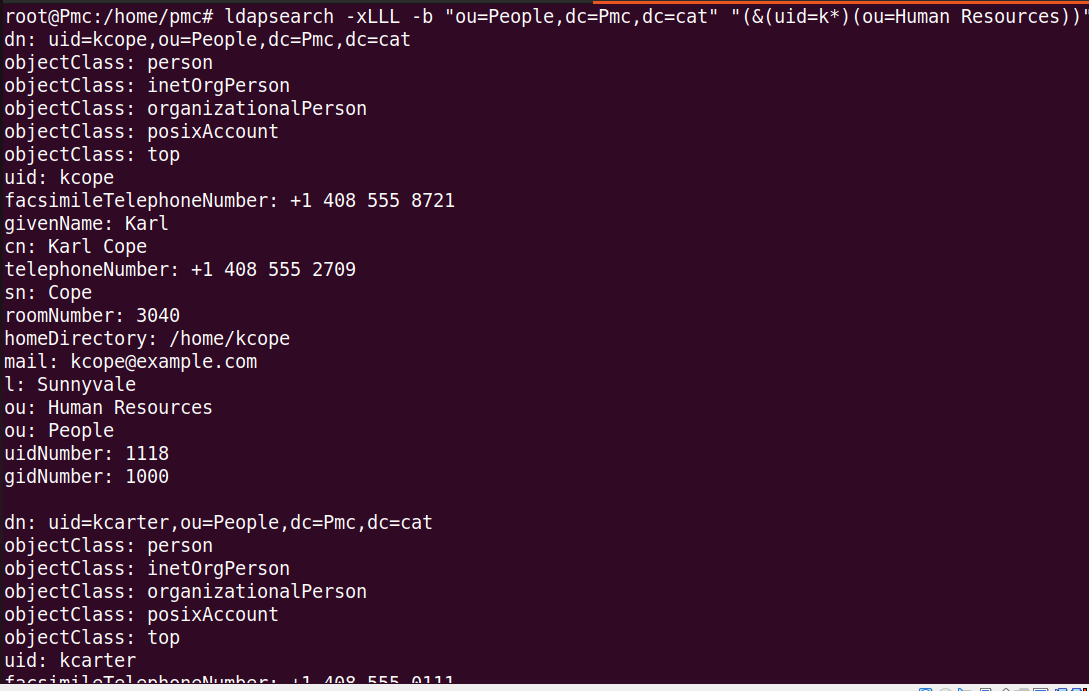 root@Pmc:/home/pmc# ldapsearch -xLLL -b "ou=People,dc=Pmc,dc=cat" "(&(uid=k*)(ou=Human Resources))"
dn: uid=kcope,ou=People,dc=Pmc,dc=cat
objectClass: person
objectClass: inetOrgPerson
objectClass: organizationalPerson
objectClass: posixAccount
objectClass: top
uid: kcope
facsimileTelephoneNumber: +1 408 555 8721
givenName: Karl
cn: Karl Cope
telephoneNumber: +1 408 555 2709
sn: Cope
roomNumber: 3040
homeDirectory: /home/kcope
mail: kcope@example.com
l: Sunnyvale
ou: Human Resources
ou: People
uidNumber: 1118
gidNumber: 1000
dn: uid=kcarter,ou=People,dc=Pmc,dc=cat
objectClass: person
objectClass: inetOrgPerson
objectClass: organizationalPerson
objectClass: posixAccount
objectClass: top
uid: kcarter
facsimileTelephoneNumber: +1 408 555 0111